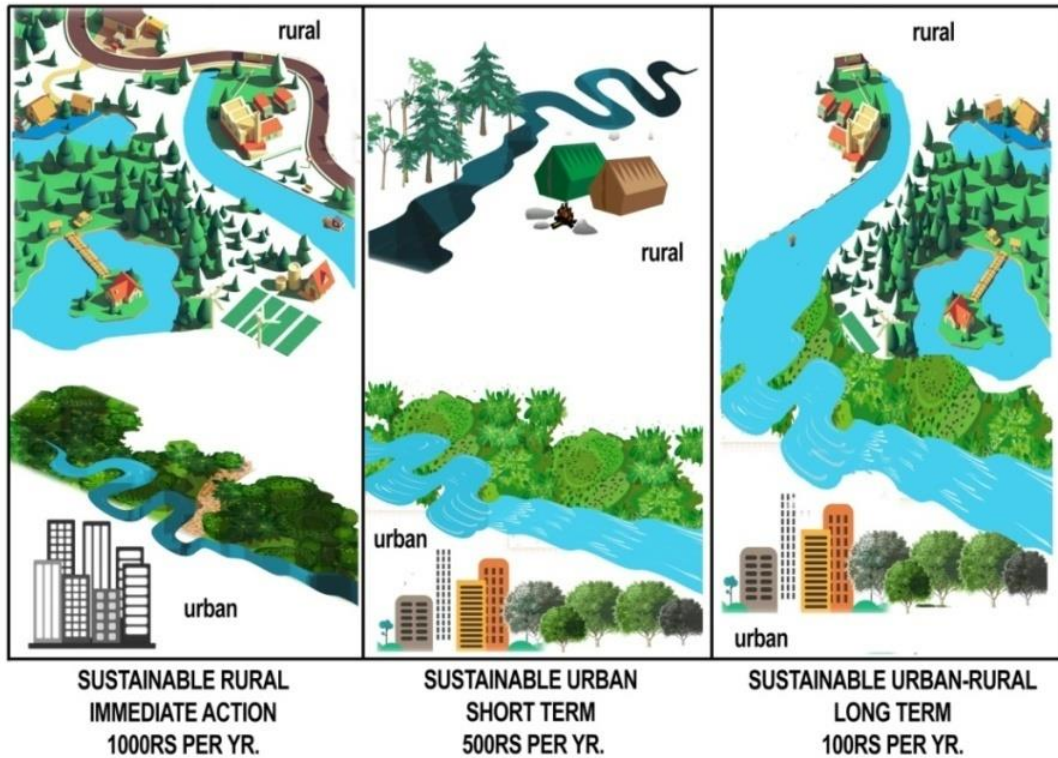 rural
urban
SUSTAINABLE RURAL
IMMEDIATE ACTION
1000RS PER YR.
rural
urban
SUSTAINABLE URBAN
SHORT TERM
500RS PER YR.
rural
urban
SUSTAINABLE URBAN-RURAL
LONG TERM
100RS PER YR.